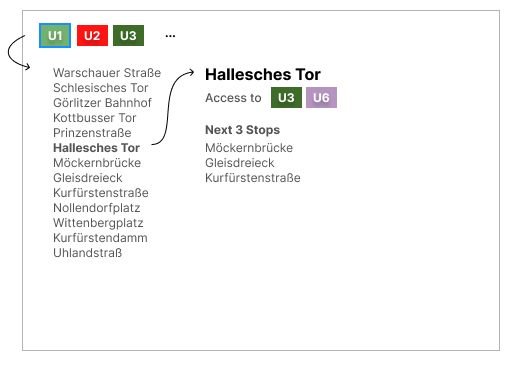 U1 U2 U3 ...
Warschauer Straße
Schlesisches Tor
Görlitzer Bahnhof
Kottbusser Tor
Prinzenstraße
Hallesches Tor
Möckernbrücke
Gleisdreieck
Kurfürstenstraße
Nollendorfplatz
Wittenbergplatz
Kurfürstendamm
Uhlandstraß
Hallesches Tor
Access to U3 U6
Next 3 Stops
Möckernbrücke
Gleisdreieck
Kurfürstenstraße